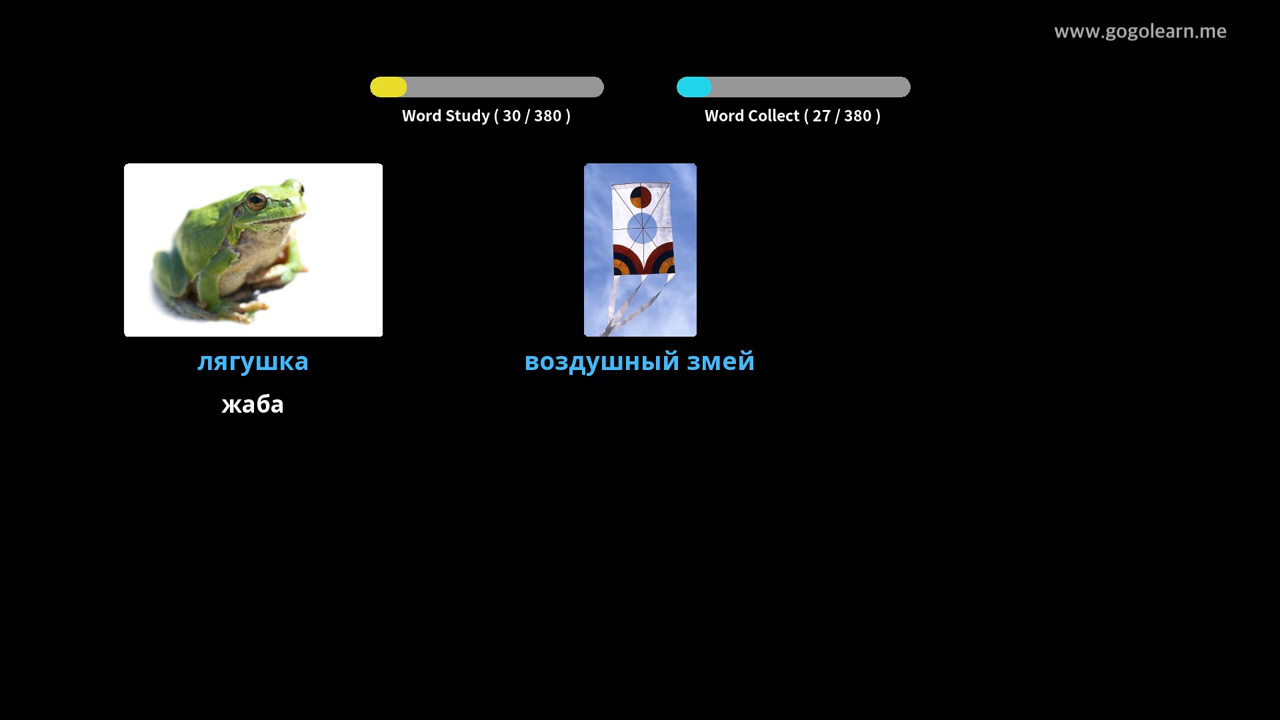 www.gogolearn.me
Word Study ( 30 / 380 )
Word Collect ( 27 / 380 )
лягушка
жаба
воздушный змей